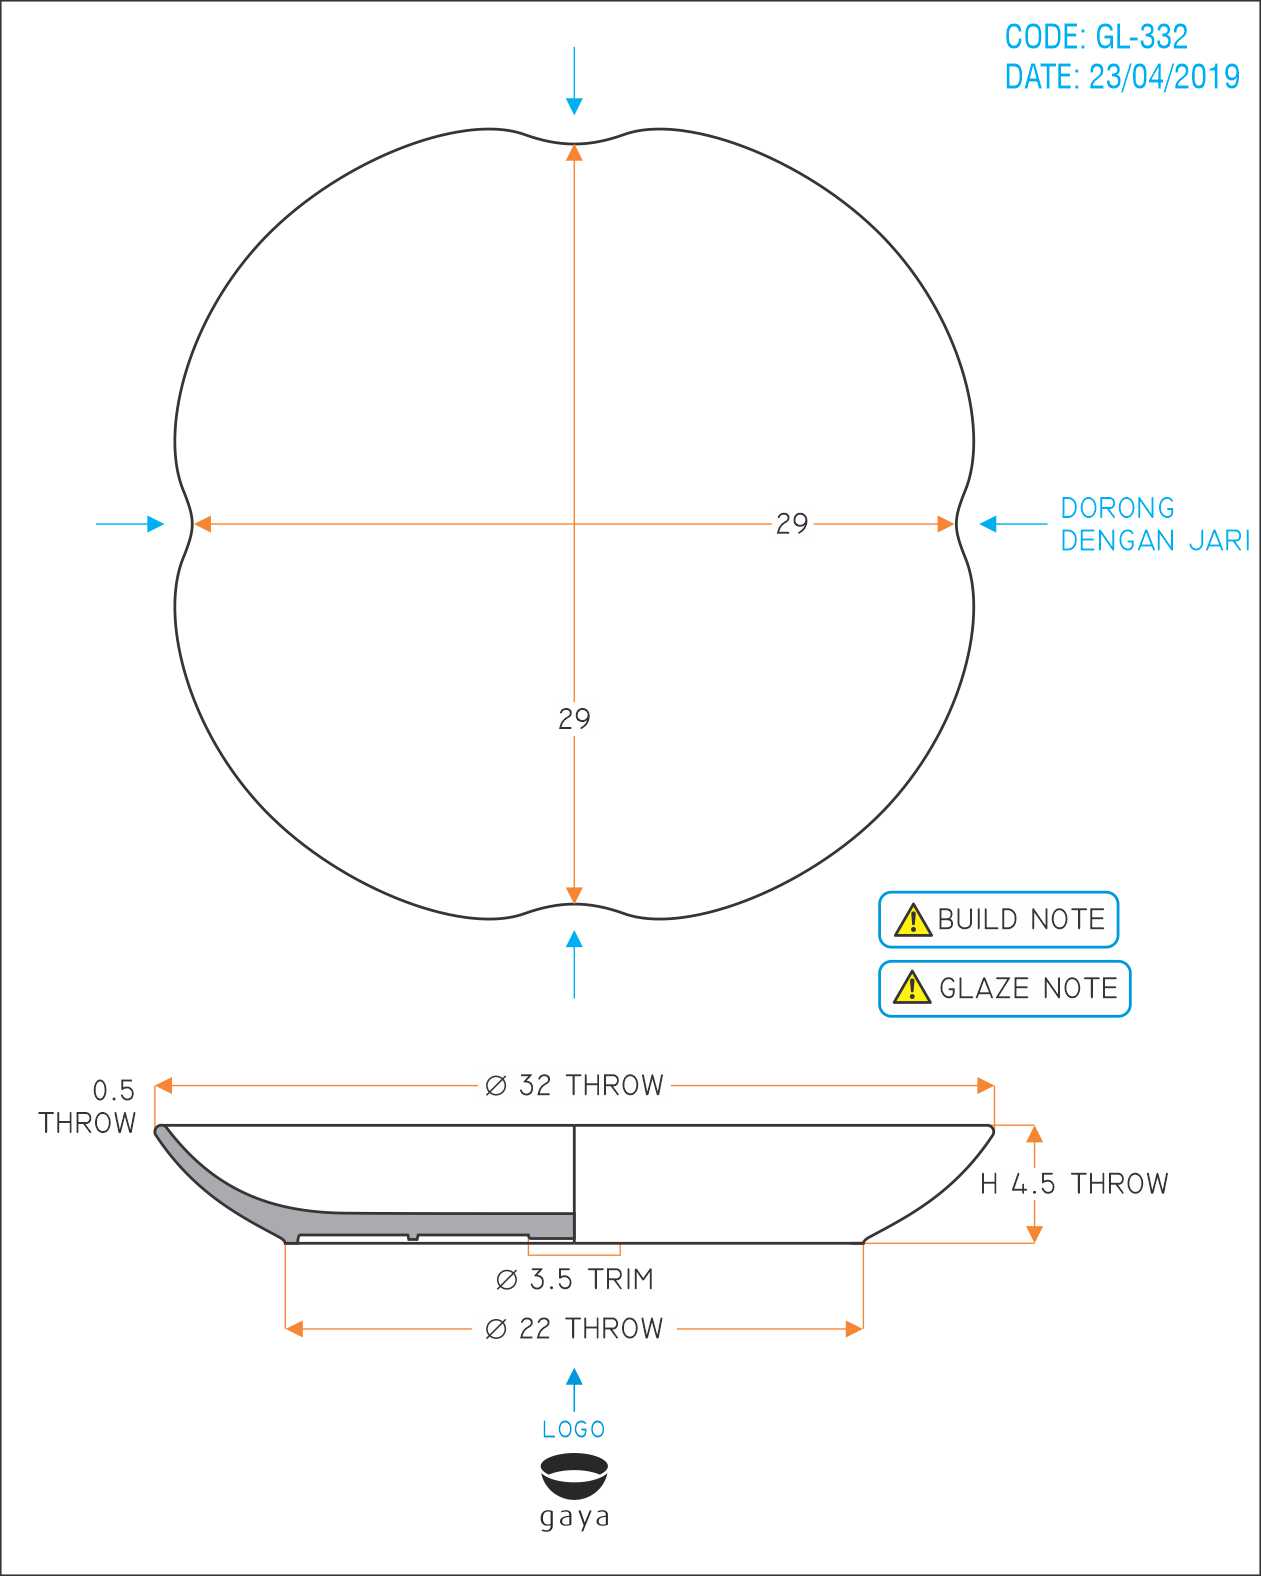 CODE: GL-332
DATE: 23/04/2019
29
DORONG
DENGAN JARI
29
BUILD NOTE
GLAZE NOTE
0.5
THROW
Ø 32 THROW
H 4.5 THROW
Ø 3.5 TRIM
Ø 22 THROW
LOGO
gaya